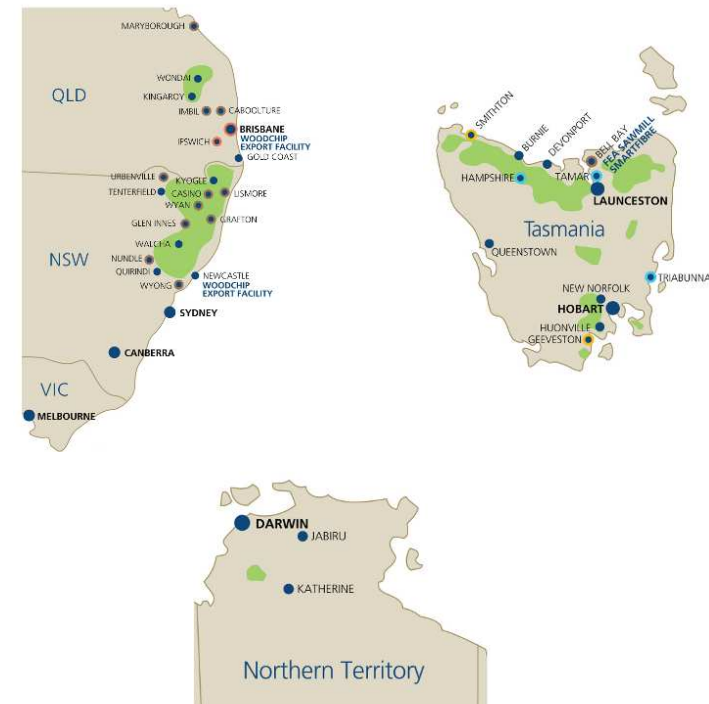 MARYBOROUGH
QLD
WONDAI
KINGAROY
IMBIL
CABOOLTURE
BRISBANE
WOODCHIP
EXPORT FACILITY
IPSWICH
GOLD COAST
URBENVILLE
KYOGLE
TENTERFIELD
CASINO
LISMORE
WYAN
GLEN INNES
GRAFTON
WALCHA
NSW
NUNDLE
QUIRINDI
NEWCASTLE
WOODCHIP
EXPORT FACILITY
WYONG
SYDNEY
CANBERRA
VIC
MELBOURNE
SMITHTON
BURNIE
DEVONPORT
BELL BAY
FEA SAWMILL
SMARTFIBRE
HAMPSHIRE
TAMAR
LAUNCESTON
Tasmania
QUEENSTOWN
TRIABUNNA
NEW NORFOLK
HOBART
HUONVILLE
GEEVESTON
DARWIN
JABIRU
KATHERINE
Northern Territory